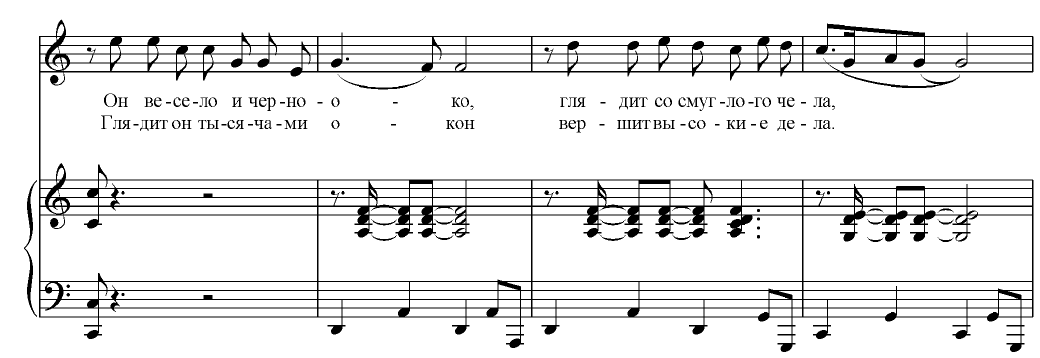 Он ве-се-ло и чер-но - о - ко, гля - дит со смуг-ло-го че - ла,
Гля-дит он ты-ся-ча-ми о - кон вер - шит вы-со - ки - е де - ла.